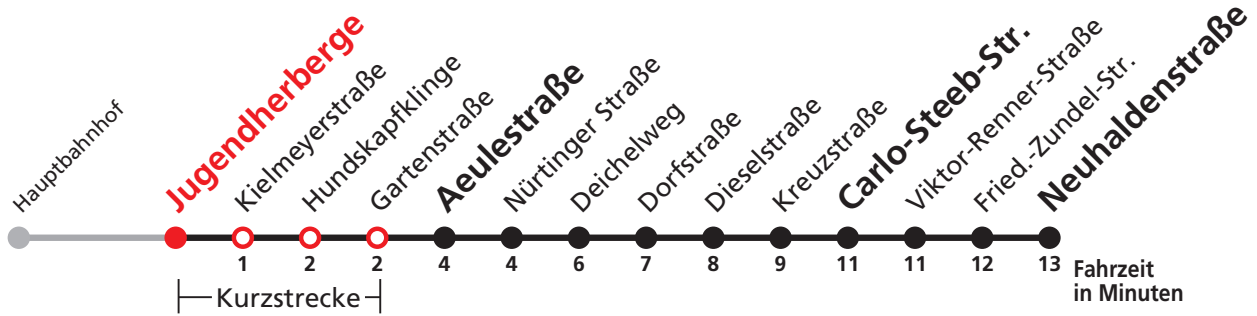 Hauptbahnhof
Jugendherberge
Kielmeyerstraße
Hundskapfklinge
Gartenstraße
Aeulestraße
Nürtinger Straße
Deichelweg
Dorfstraße
Dieselstraße
Kreuzstraße
Carlo-Steeb-Str.
Viktor-Renner-Straße
Fried.-Zundel-Str.
Neuhaldenstraße
1 2 2 4 4 6 7 8 9 11 11 12 13
Fahrzeit
in Minuten
Kurzstrecke